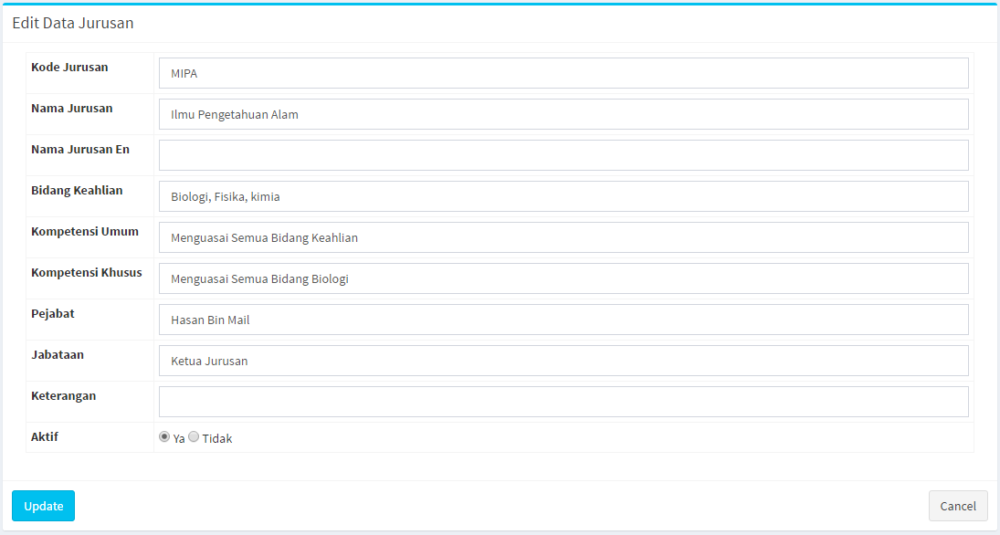 Edit Data Jurusan
Kode Jurusan MIPA
Nama Jurusan Ilmu Pengetahuan Alam
Nama Jurusan En
Bidang Keahlian Biologi, Fisika, kimia
Kompetensi Umum Menguasai Semua Bidang Keahlian
Kompetensi Khusus Menguasai Semua Bidang Biologi
Pejabat Hasan Bin Mail
Jabataan Ketua Jurusan
Keterangan
Aktif Ya Tidak
Update Cancel